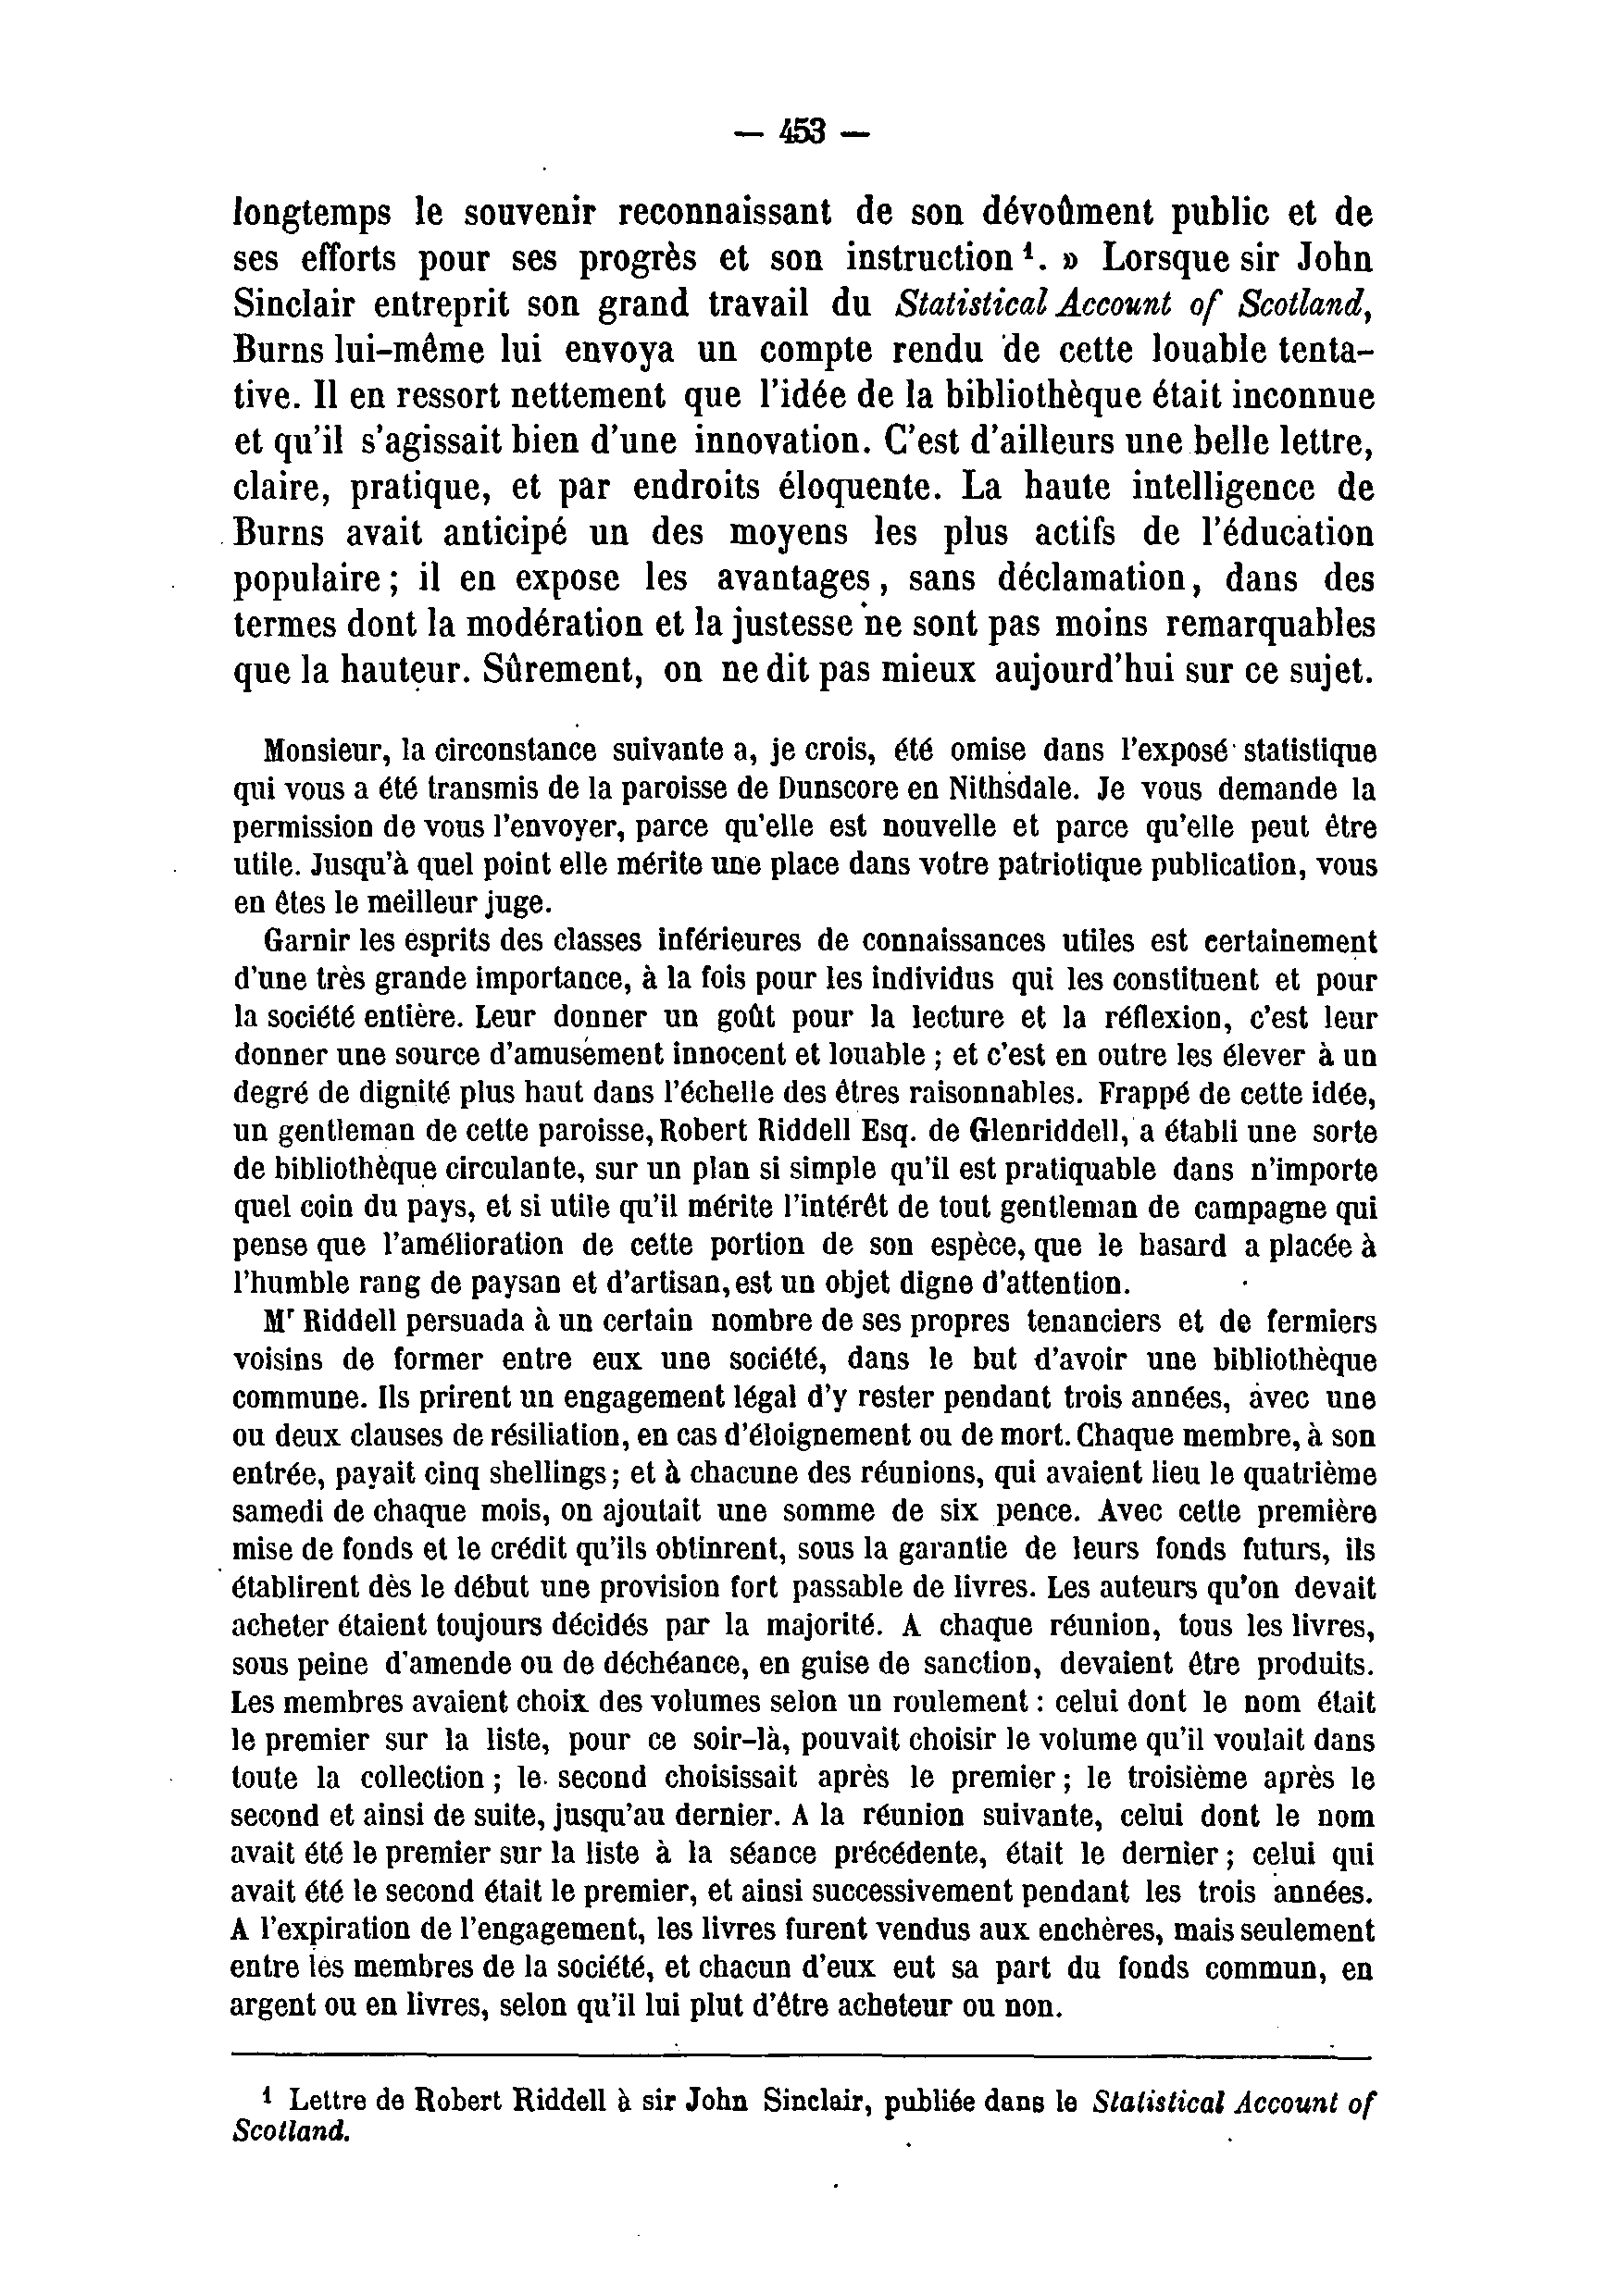 — 453 —
longtemps le souvenir reconnaissant de son dévoûment public et de
ses efforts pour ses progrès et son instruction ¹. » Lorsque sir John
Sinclair entreprit son grand travail du Statistical Account of Scotland,
Burns lui-même lui envoya un compte rendu de cette louable tenta-
tive. Il en ressort nettement que l'idée de la bibliothèque était inconnue
et qu'il s'agissait bien d'une innovation. C'est d'ailleurs une belle lettre,
claire, pratique, et par endroits éloquente. La haute intelligence de
Burns avait anticipé un des moyens les plus actifs de l'éducation
populaire ; il en expose les avantages, sans déclamation, dans des
termes dont la modération et la justesse ne sont pas moins remarquables
que la hauteur. Sûrement, on ne dit pas mieux aujourd'hui sur ce sujet.
Monsieur, la circonstance suivante a, je crois, été omise dans l'exposé statistique
qui vous a été transmis de la paroisse de Dunscore en Nithsdale. Je vous demande la
permission de vous l'envoyer, parce qu'elle est nouvelle et parce qu'elle peut être
utile. Jusqu'à quel point elle mérite une place dans votre patriotique publication, vous
en êtes le meilleur juge.
Garnir les esprits des classes inférieures de connaissances utiles est certainement
d'une très grande importance, à la fois pour les individus qui les constituent et pour
la société entière. Leur donner un goût pour la lecture et la réflexion, c'est leur
donner une source d'amusement innocent et louable ; et c'est en outre les élever à un
degré de dignité plus haut dans l'échelle des êtres raisonnables. Frappé de cette idée,
un gentleman de cette paroisse, Robert Riddell Esq. de Glenriddell, a établi une sorte
de bibliothèque circulante, sur un plan si simple qu'il est pratiquable dans n'importe
quel coin du pays, et si utile qu'il mérite l'intérêt de tout gentleman de campagne qui
pense que l'amélioration de cette portion de son espèce, que le hasard a placée à
l'humble rang de paysan et d'artisan, est un objet digne d'attention.
Mr Riddell persuada à un certain nombre de ses propres tenanciers et de fermiers
voisins de former entre eux une société, dans le but d'avoir une bibliothèque
commune. Ils prirent un engagement légal d'y rester pendant trois années, avec une
ou deux clauses de résiliation, en cas d'éloignement ou de mort. Chaque membre, à son
entrée, payait cinq shellings ; et à chacune des réunions, qui avaient lieu le quatrième
samedi de chaque mois, on ajoutait une somme de six pence. Avec cette première
mise de fonds et le crédit qu'ils obtinrent, sous la garantie de leurs fonds futurs, ils
établirent dès le début une provision fort passable de livres. Les auteurs qu'on devait
acheter étaient toujours décidés par la majorité. A chaque réunion, tous les livres,
sous peine d'amende ou de déchéance, en guise de sanction, devaient être produits.
Les membres avaient choix des volumes selon un roulement : celui dont le nom était
le premier sur la liste, pour ce soir-là, pouvait choisir le volume qu'il voulait dans
toute la collection ; le second choisissait après le premier ; le troisième après le
second et ainsi de suite, jusqu'au dernier. A la réunion suivante, celui dont le nom
avait été le premier sur la liste à la séance précédente, était le dernier ; celui qui
avait été le second était le premier, et ainsi successivement pendant les trois années.
A l'expiration de l'engagement, les livres furent vendus aux enchères, mais seulement
entre les membres de la société, et chacun d'eux eut sa part du fonds commun, en
argent ou en livres, selon qu'il lui plut d'être acheteur ou non.
¹ Lettre de Robert Riddell à sir John Sinclair, publiée dans le Statistical Account of
Scotland.